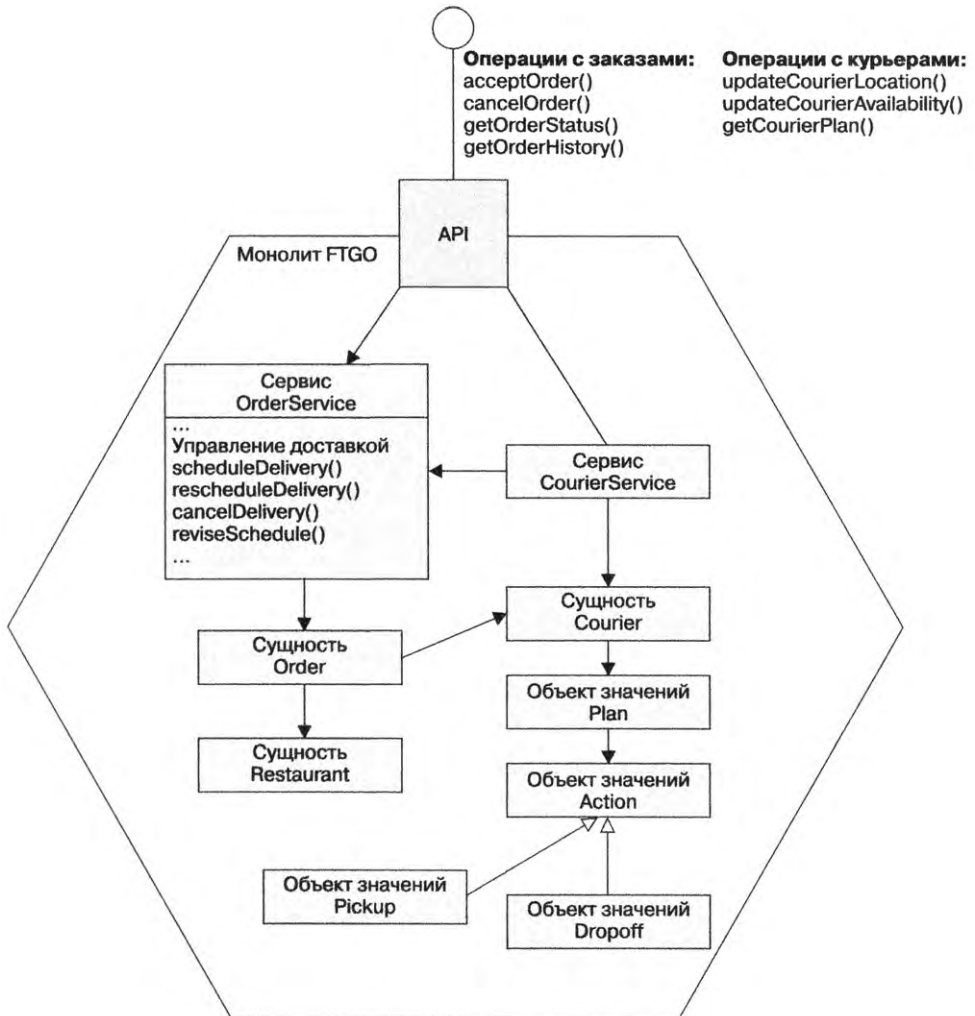 Операции с заказами:
acceptOrder()
cancelOrder()
getOrderStatus()
getOrderHistory()
Операции с курьерами:
updateCourierLocation()
updateCourierAvailability()
getCourierPlan()
API
Монолит FTGO
Сервис
OrderService
...
Управление доставкой
scheduleDelivery()
rescheduleDelivery()
cancelDelivery()
reviseSchedule()
...
Сервис
CourierService
Сущность
Order
Сущность
Courier
Объект значений
Plan
Сущность
Restaurant
Объект значений
Action
Объект значений
Pickup
Объект значений
Dropoff